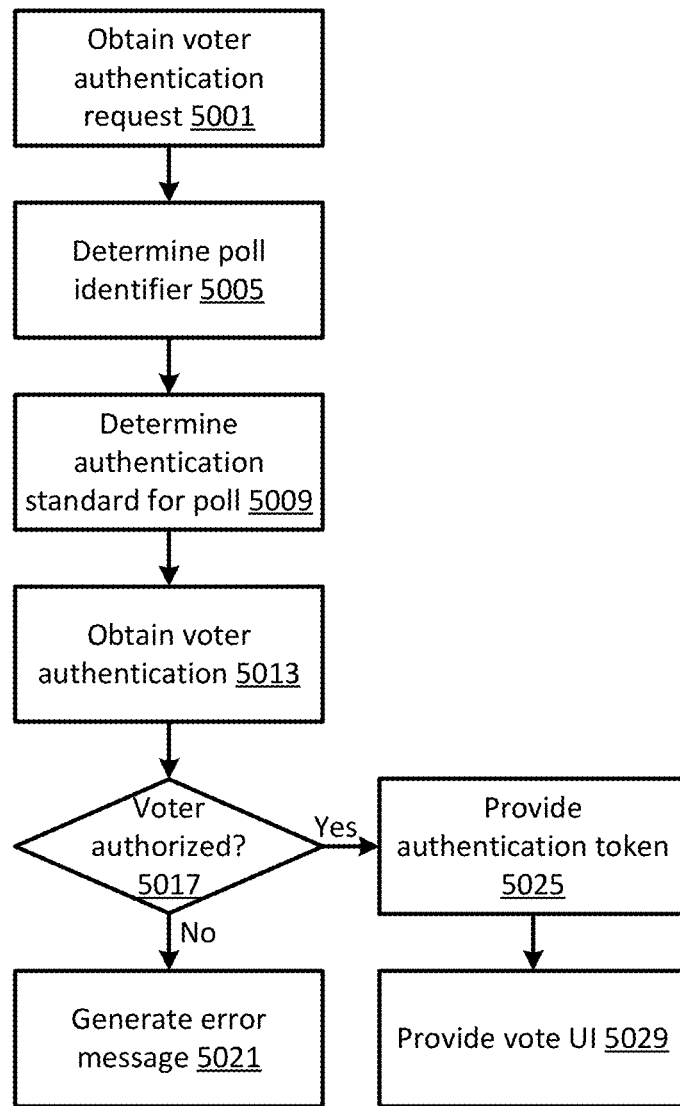 Obtain voter
authentication
request 5001
Determine poll
identifier 5005
Determine
authentication
standard for poll 5009
Obtain voter
authentication 5013
Voter
authorized?
5017
Yes
No
Provide
authentication token
5025
Generate error
message 5021
Provide vote UI 5029